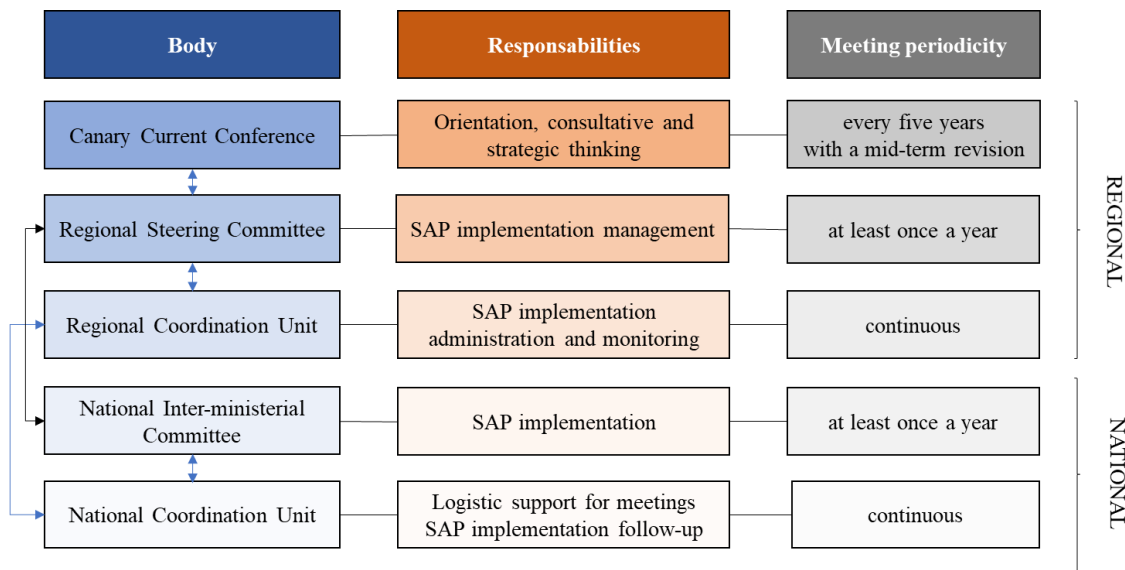 Body
Responsabilities
Meeting periodicity
Canary Current Conference
Orientation, consultative and
strategic thinking
every five years
with a mid-term revision
Regional Steering Committee
SAP implementation management
at least once a year
Regional Coordination Unit
SAP implementation
administration and monitoring
continuous
REGIONAL
National Inter-ministerial
Committee
SAP implementation
at least once a year
National Coordination Unit
Logistic support for meetings
SAP implementation follow-up
continuous
NATIONAL